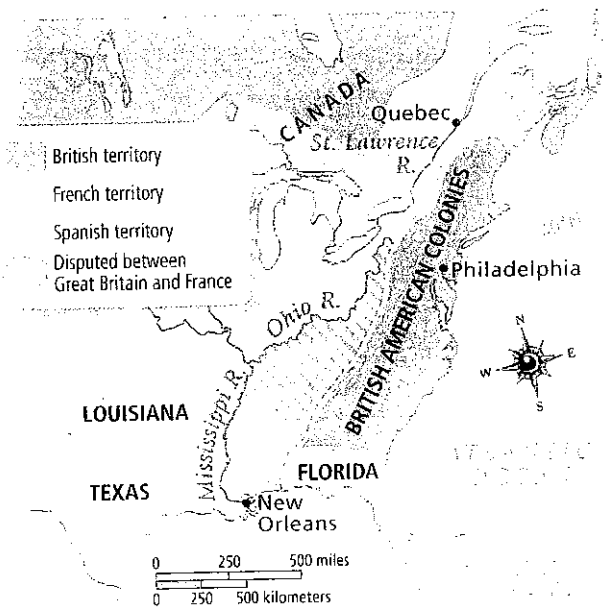 CANADA
Quebec
St. Lawrence
R.
British territory
French territory
Spanish territory
Disputed between
Great Britain and France
BRITISH AMERICAN COLONIES
Philadelphia
Ohio R.
N
W
E
S
LOUISIANA
Mississippi R.
TEXAS
FLORIDA
New
Orleans
0 250 500 miles
0 250 500 kilometers